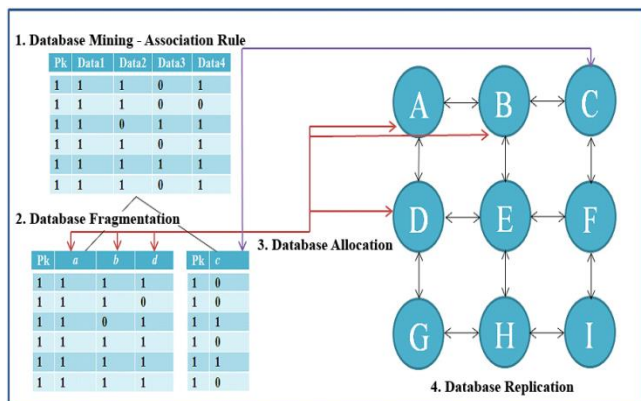 1. Database Mining - Association Rule
Pk Data1 Data2 Data3 Data4
1 1 1 0 1
1 1 1 0 0
1 1 0 1 1
1 1 1 0 1
1 1 1 1 1
1 1 1 0 1
2. Database Fragmentation
Pk a b d
1 1 1 1
1 1 1 0
1 1 0 1
1 1 1 1
1 1 1 1
1 1 1 1
Pk c
1 0
1 0
1 1
1 0
1 1
1 0
3. Database Allocation
A B C
D E F
G H I
4. Database Replication